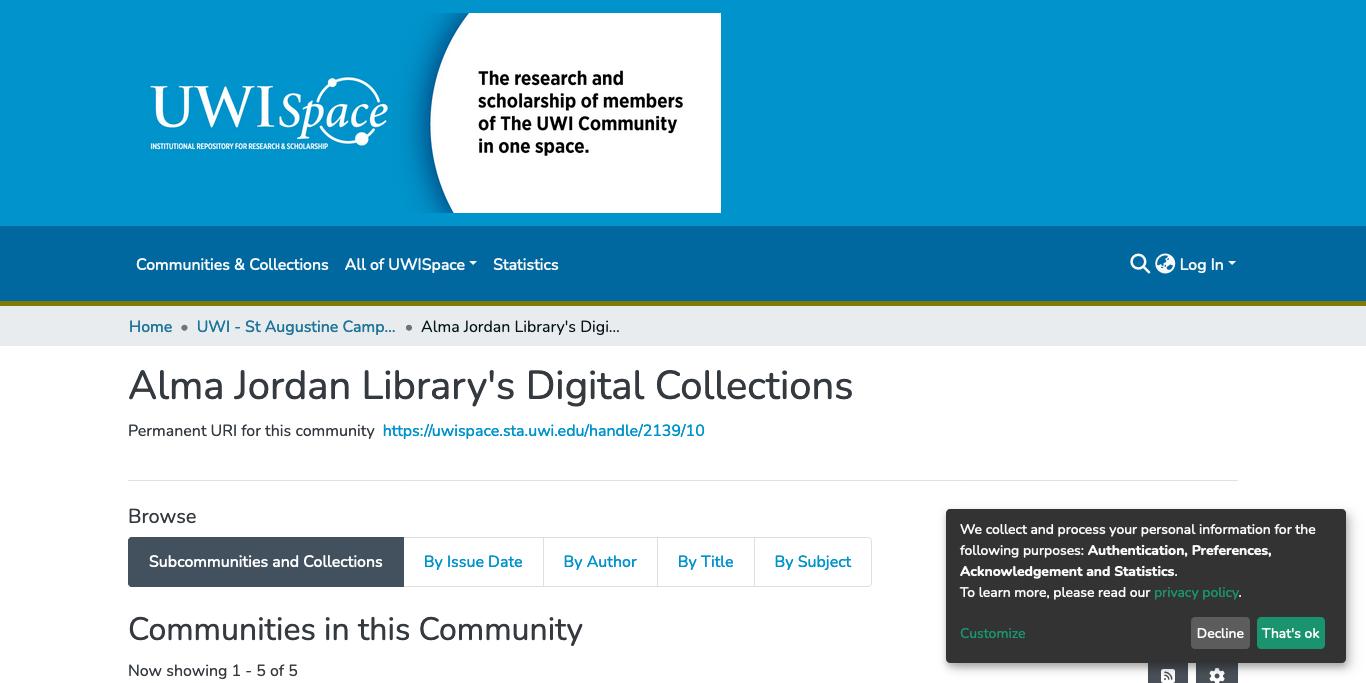 UWISpace
INSTITUTIONAL REPOSITORY FOR RESEARCH & SCHOLARSHIP
The research and
scholarship of members
of The UWI Community
in one space.
Communities & Collections All of UWISpace Statistics Log In
Home • UWI - St Augustine Camp... • Alma Jordan Library's Digi...
Alma Jordan Library's Digital Collections
Permanent URI for this community https://uwispace.sta.uwi.edu/handle/2139/10
Browse
Subcommunities and Collections By Issue Date By Author By Title By Subject
Communities in this Community
Now showing 1 - 5 of 5
We collect and process your personal information for the
following purposes: Authentication, Preferences,
Acknowledgement and Statistics.
To learn more, please read our privacy policy.
Customize Decline That's ok